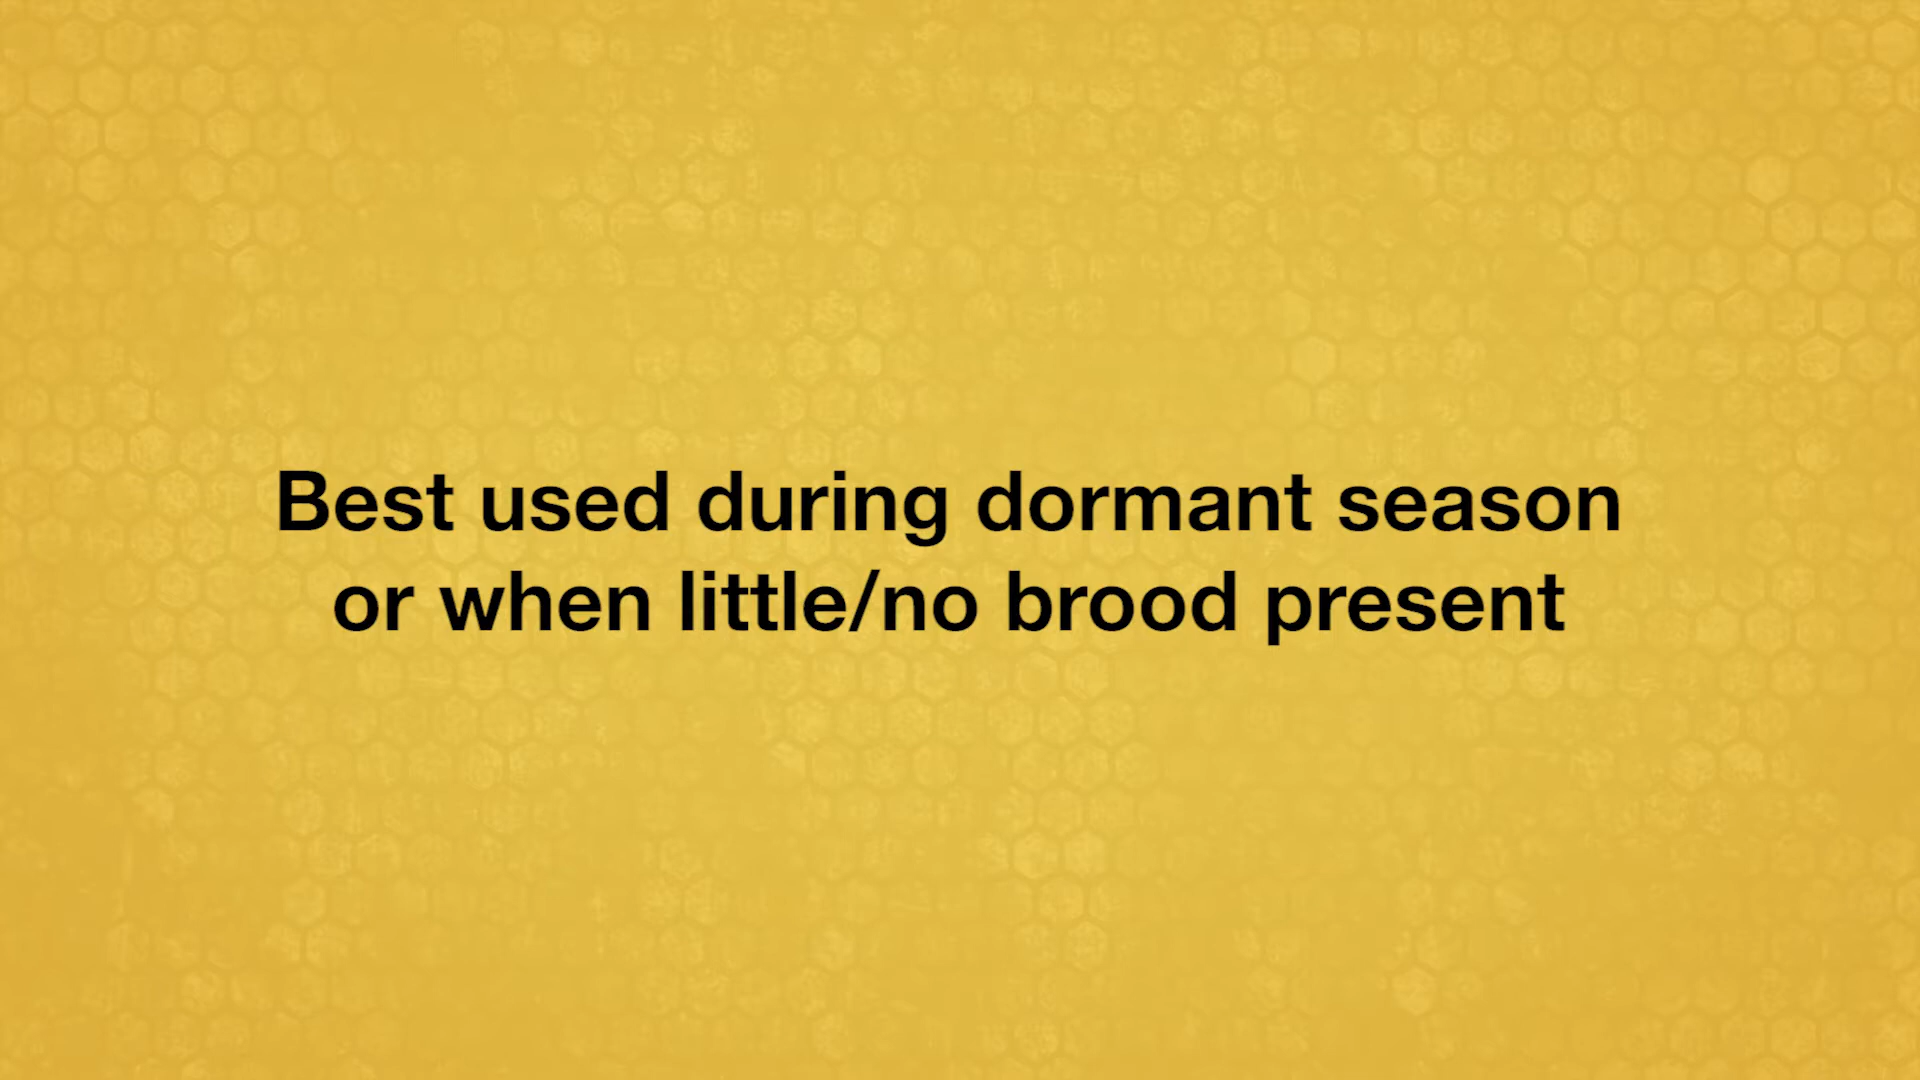 Best used during dormant season
or when little/no brood present